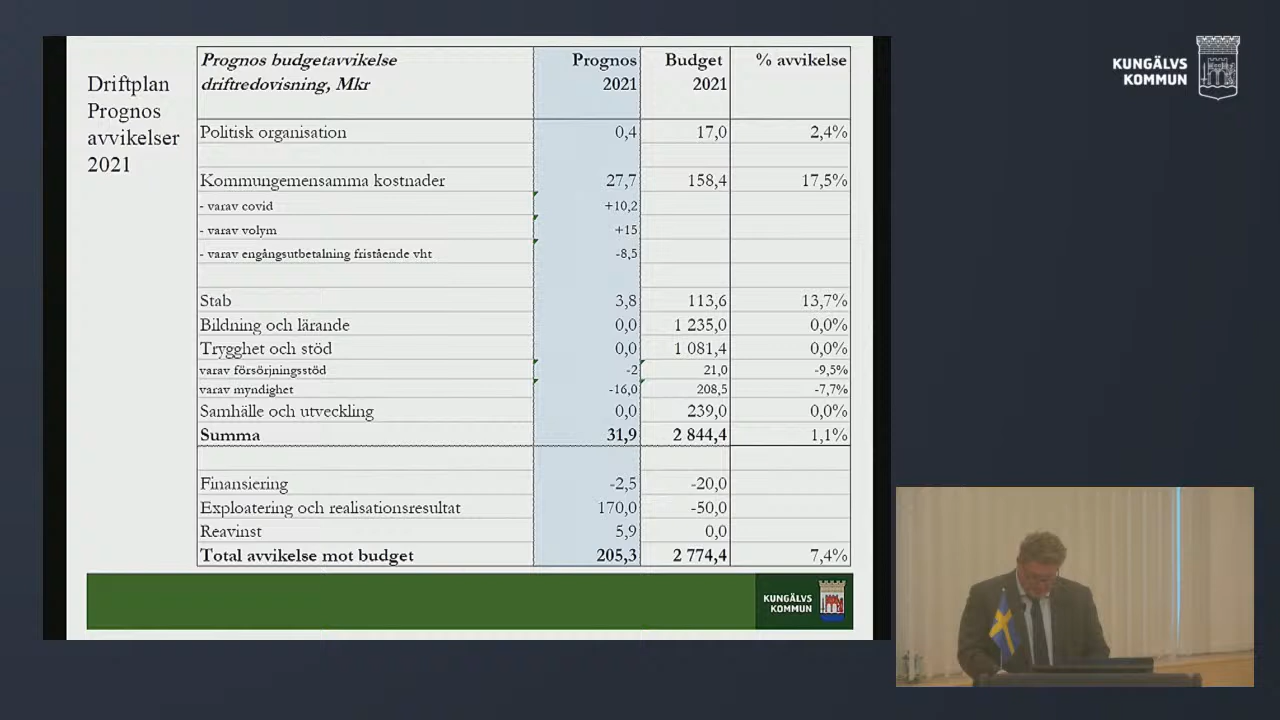 KUNGÄLVS
KOMMUN
Driftplan
Prognos
avvikelser
2021
Prognos budgetavvikelse driftredovisning, Mkr Prognos 2021 Budget 2021 % avvikelse
Politisk organisation 0,4 17,0 2,4%
Kommungemensamma kostnader 27,7 158,4 17,5%
- varav covid +10,2
- varav volym +15
- varav engångsutbetalning fristående vht -8,5
Stab 3,8 113,6 13,7%
Bildning och lärande 0,0 1 235,0 0,0%
Trygghet och stöd 0,0 1 081,4 0,0%
varav försörjningsstöd -2 21,0 -9,5%
varav myndighet -16,0 208,5 -7,7%
Samhälle och utveckling 0,0 239,0 0,0%
Summa 31,9 2 844,4 1,1%
Finansiering -2,5 -20,0
Exploatering och realisationsresultat 170,0 -50,0
Reavinst 5,9 0,0
Total avvikelse mot budget 205,3 2 774,4 7,4%
KUNGÄLVS
KOMMUN